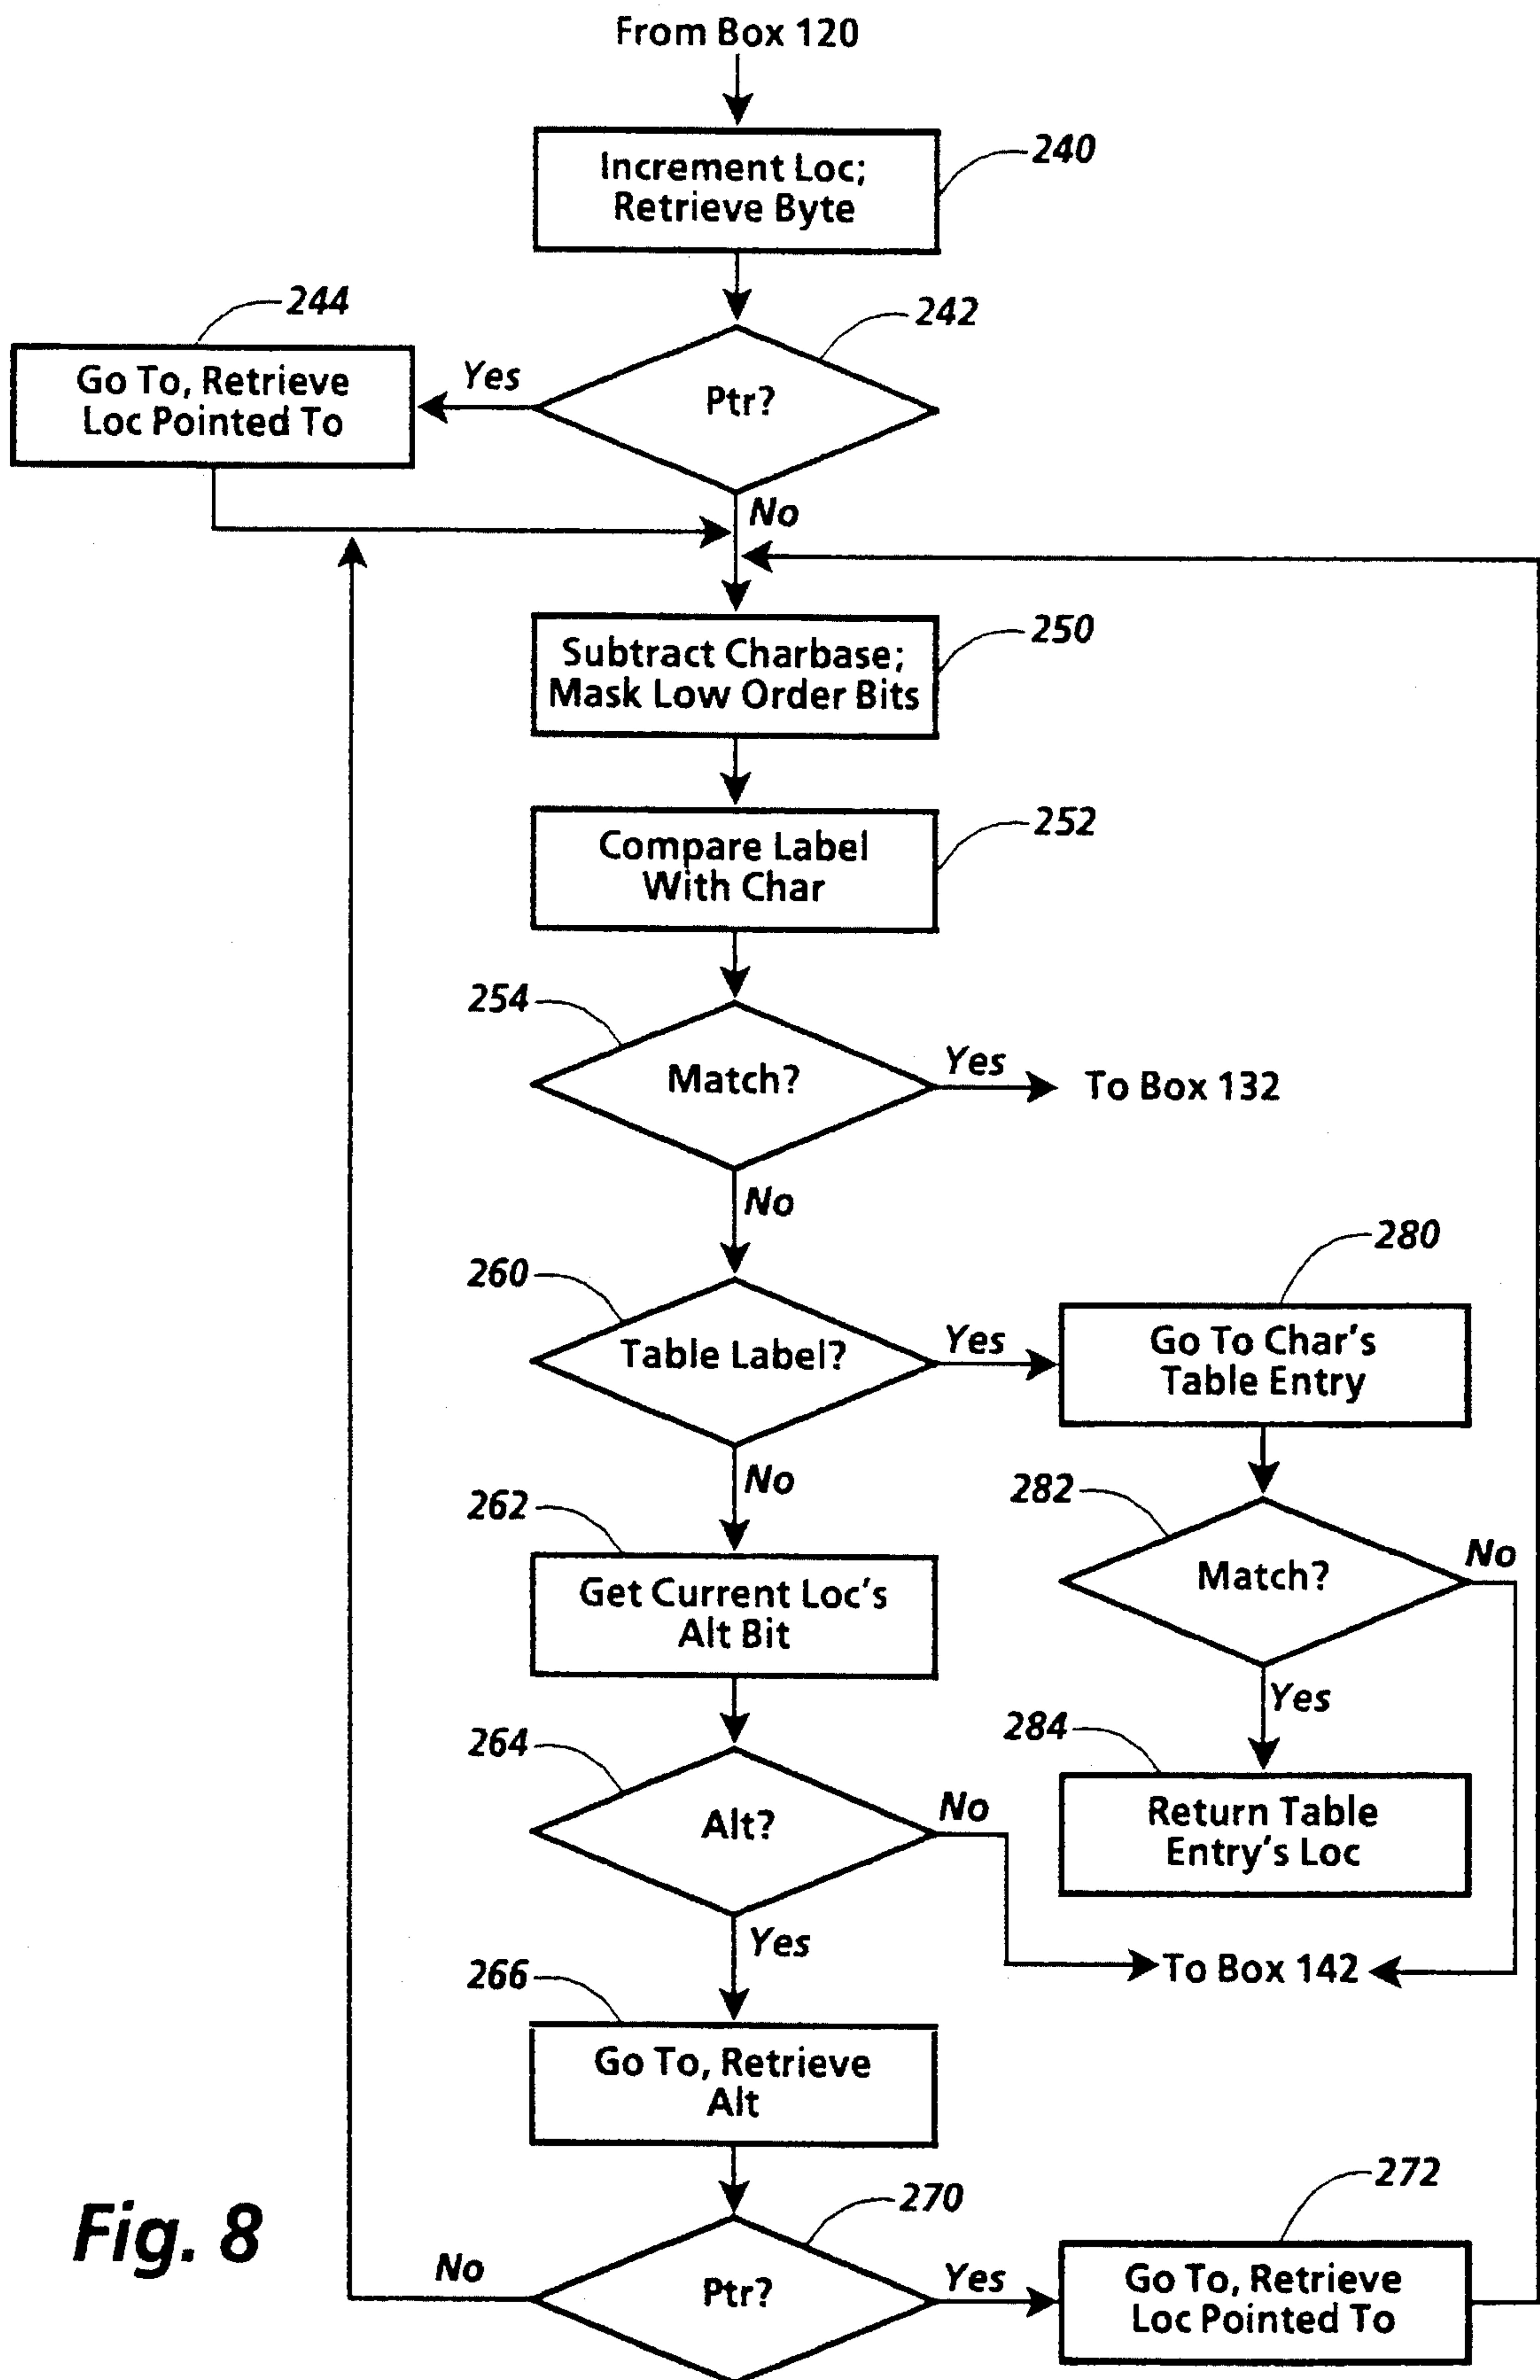 From Box 120
Increment Loc;
Retrieve Byte
240
244
242
Go To, Retrieve
Loc Pointed To
Yes
Ptr?
No
Subtract Charbase;
Mask Low Order Bits
250
Compare Label
With Char
252
254
Match?
Yes
To Box 132
No
260
Table Label?
Yes
280
Go To Char's
Table Entry
No
262
Get Current Loc's
Alt Bit
282
Match?
No
Yes
264
Alt?
No
284
Return Table
Entry's Loc
Yes
To Box 142
266
Go To, Retrieve
Alt
270
272
Fig. 8
No
Ptr?
Yes
Go To, Retrieve
Loc Pointed To